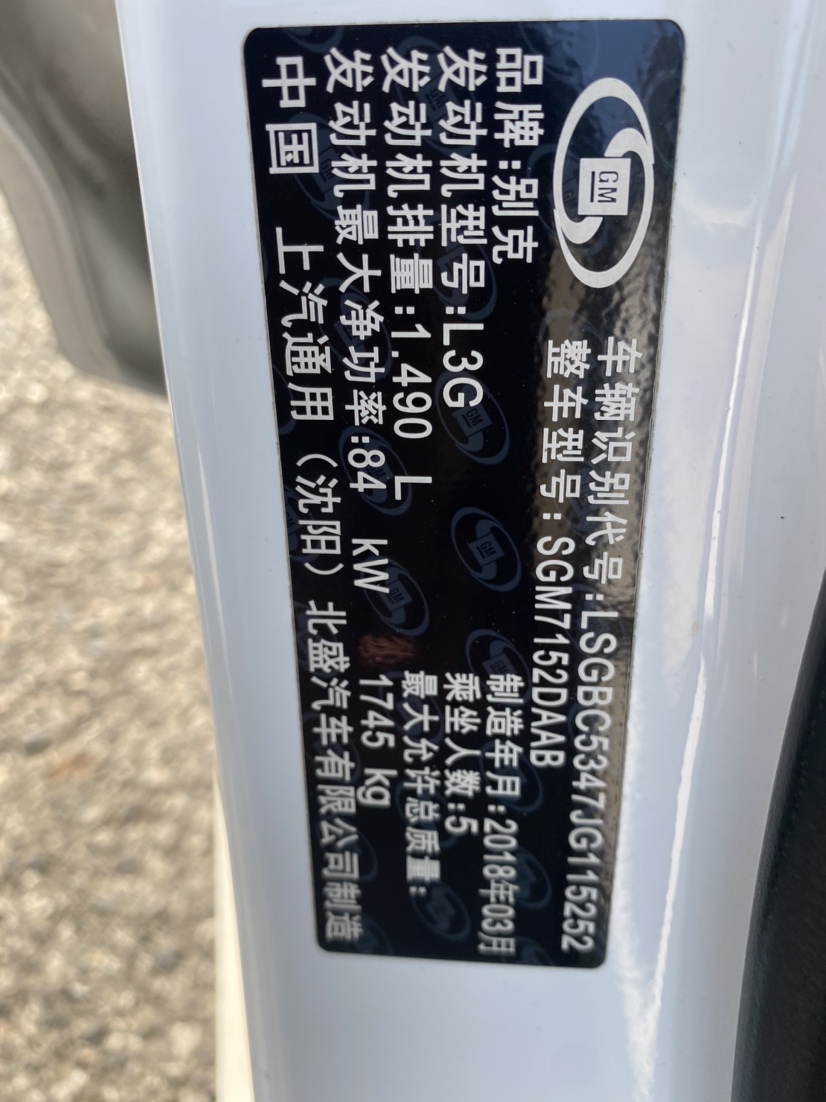 GM
车辆识别代号:LSGBC5347JG115252
整车型号:SGM7152DAAB
品牌:别克
制造年月:2018年03月
发动机型号:L3G
乘坐人数:5
发动机排量:1.490 L
最大允许总质量:
发动机最大净功率:84 kW
1745 kg
中国 上汽通用(沈阳)北盛汽车有限公司制造